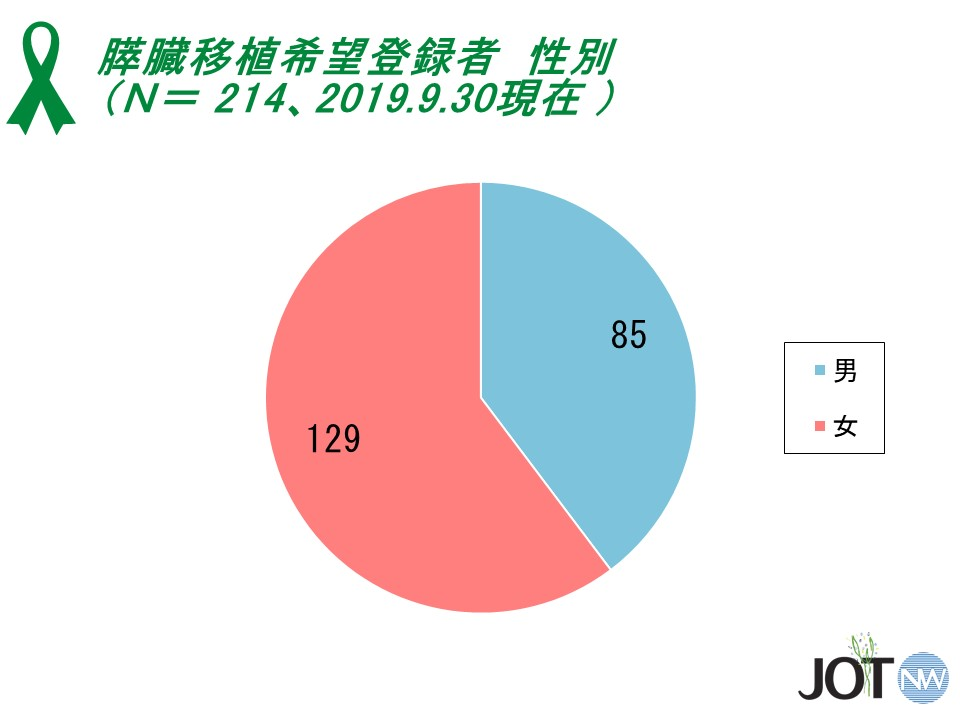 膵臓移植希望登録者　性別
（N＝ 214、2019.9.30現在 ）
85
129
男
女
JOT NW